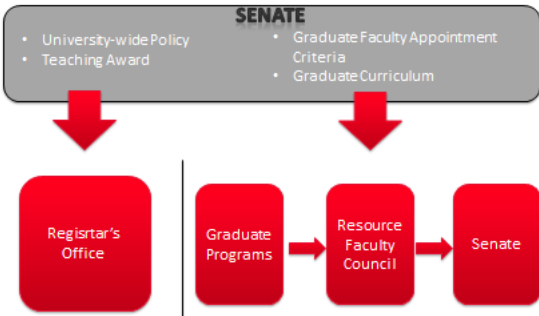 SENATE
• University-wide Policy
• Teaching Award
• Graduate Faculty Appointment
Criteria
• Graduate Curriculum
Regisrtar's
Office
Graduate
Programs
Resource
Faculty
Council
Senate